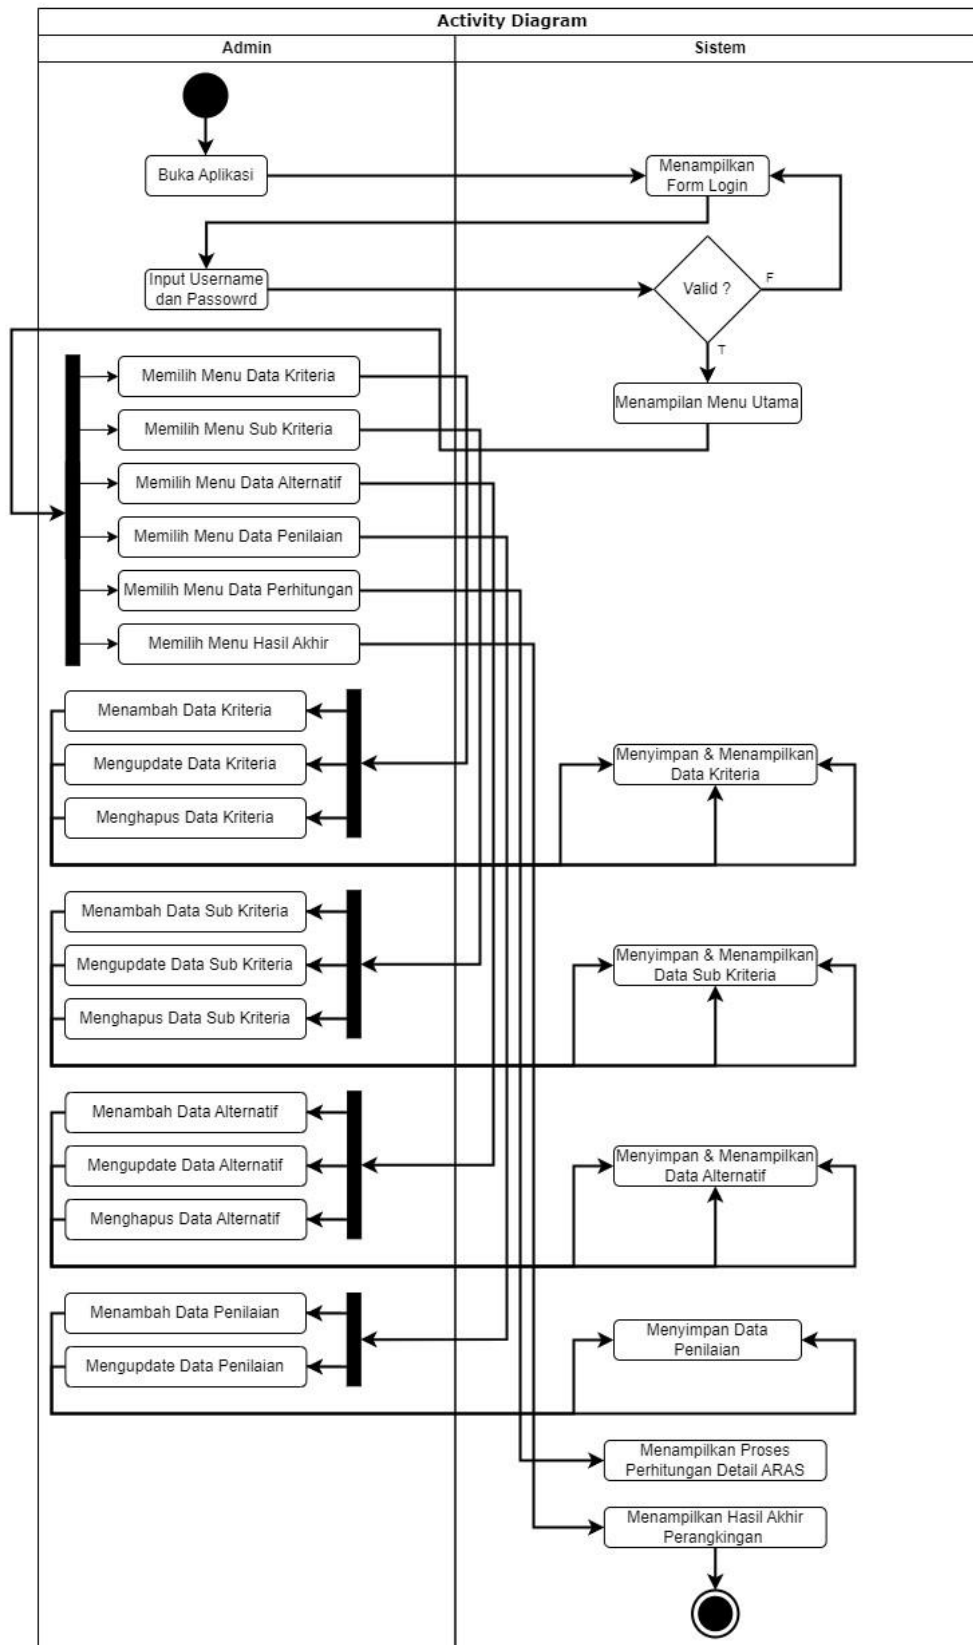 Activity Diagram
Admin
Sistem
Buka Aplikasi
Menampilkan
Form Login
Input Username
dan Passowrd
Valid ?
F
T
Menampilan Menu Utama
Memilih Menu Data Kriteria
Memilih Menu Sub Kriteria
Memilih Menu Data Alternatif
Memilih Menu Data Penilaian
Memilih Menu Data Perhitungan
Memilih Menu Hasil Akhir
Menambah Data Kriteria
Mengupdate Data Kriteria
Menghapus Data Kriteria
Menyimpan & Menampilkan
Data Kriteria
Menambah Data Sub Kriteria
Mengupdate Data Sub Kriteria
Menghapus Data Sub Kriteria
Menyimpan & Menampilkan
Data Sub Kriteria
Menambah Data Alternatif
Mengupdate Data Alternatif
Menghapus Data Alternatif
Menyimpan & Menampilkan
Data Alternatif
Menambah Data Penilaian
Mengupdate Data Penilaian
Menyimpan Data
Penilaian
Menampilkan Proses
Perhitungan Detail ARAS
Menampilkan Hasil Akhir
Perangkingan